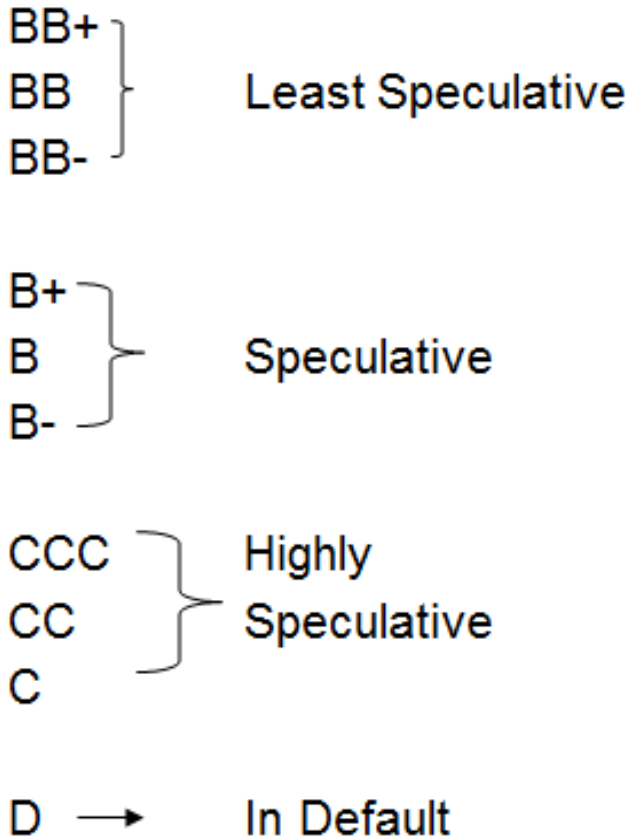 BB+
BB Least Speculative
BB-
B+
B Speculative
B-
CCC Highly
CC Speculative
C
D In Default